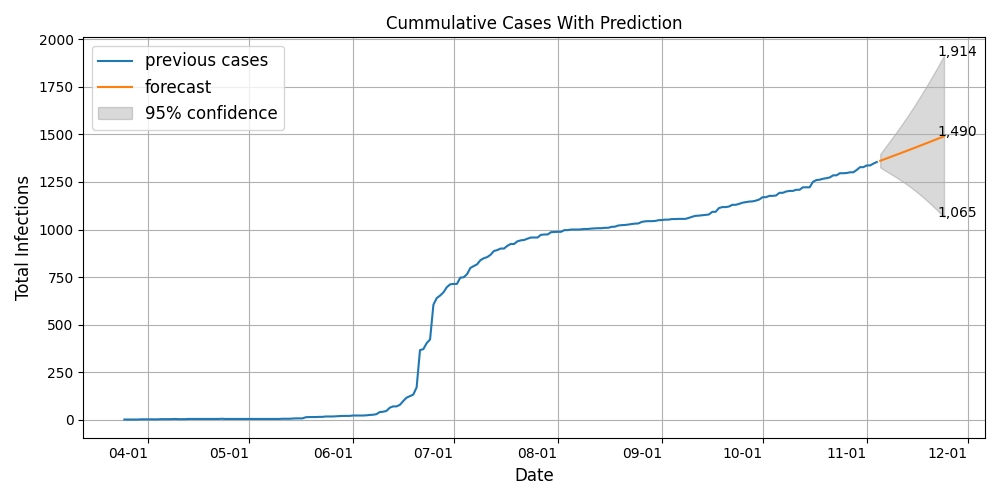 Cummulative Cases With Prediction
previous cases
forecast
95% confidence
1,914
1,490
1,065
Total Infections
2000
1750
1500
1250
1000
750
500
250
0
04-01 05-01 06-01 07-01 08-01 09-01 10-01 11-01 12-01
Date